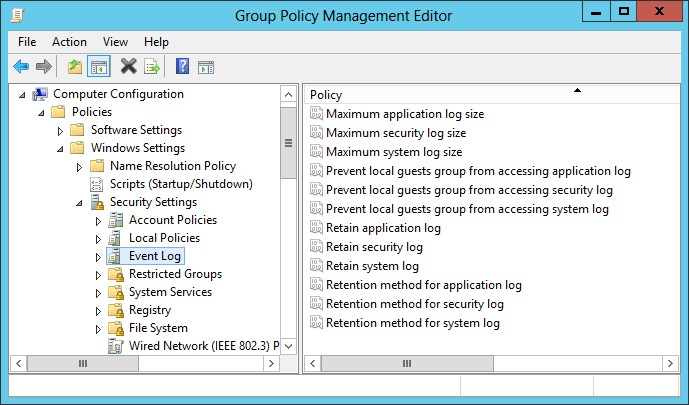 Group Policy Management Editor
File Action View Help
Computer Configuration
Policies
Software Settings
Windows Settings
Name Resolution Policy
Scripts (Startup/Shutdown)
Security Settings
Account Policies
Local Policies
Event Log
Restricted Groups
System Services
Registry
File System
Wired Network (IEEE 802.3) P
Policy
Maximum application log size
Maximum security log size
Maximum system log size
Prevent local guests group from accessing application log
Prevent local guests group from accessing security log
Prevent local guests group from accessing system log
Retain application log
Retain security log
Retain system log
Retention method for application log
Retention method for security log
Retention method for system log